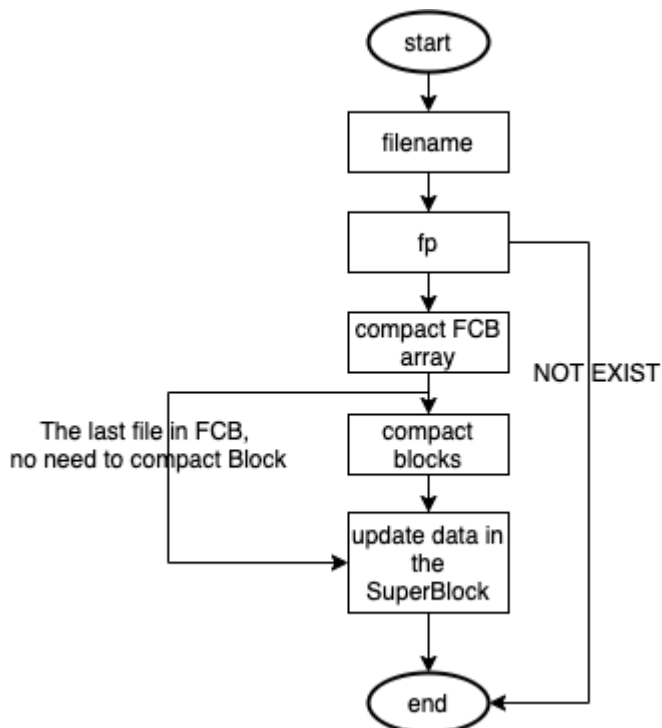 start
filename
fp
compact FCB
array
NOT EXIST
The last file in FCB,
no need to compact Block
compact
blocks
update data in
the
SuperBlock
end